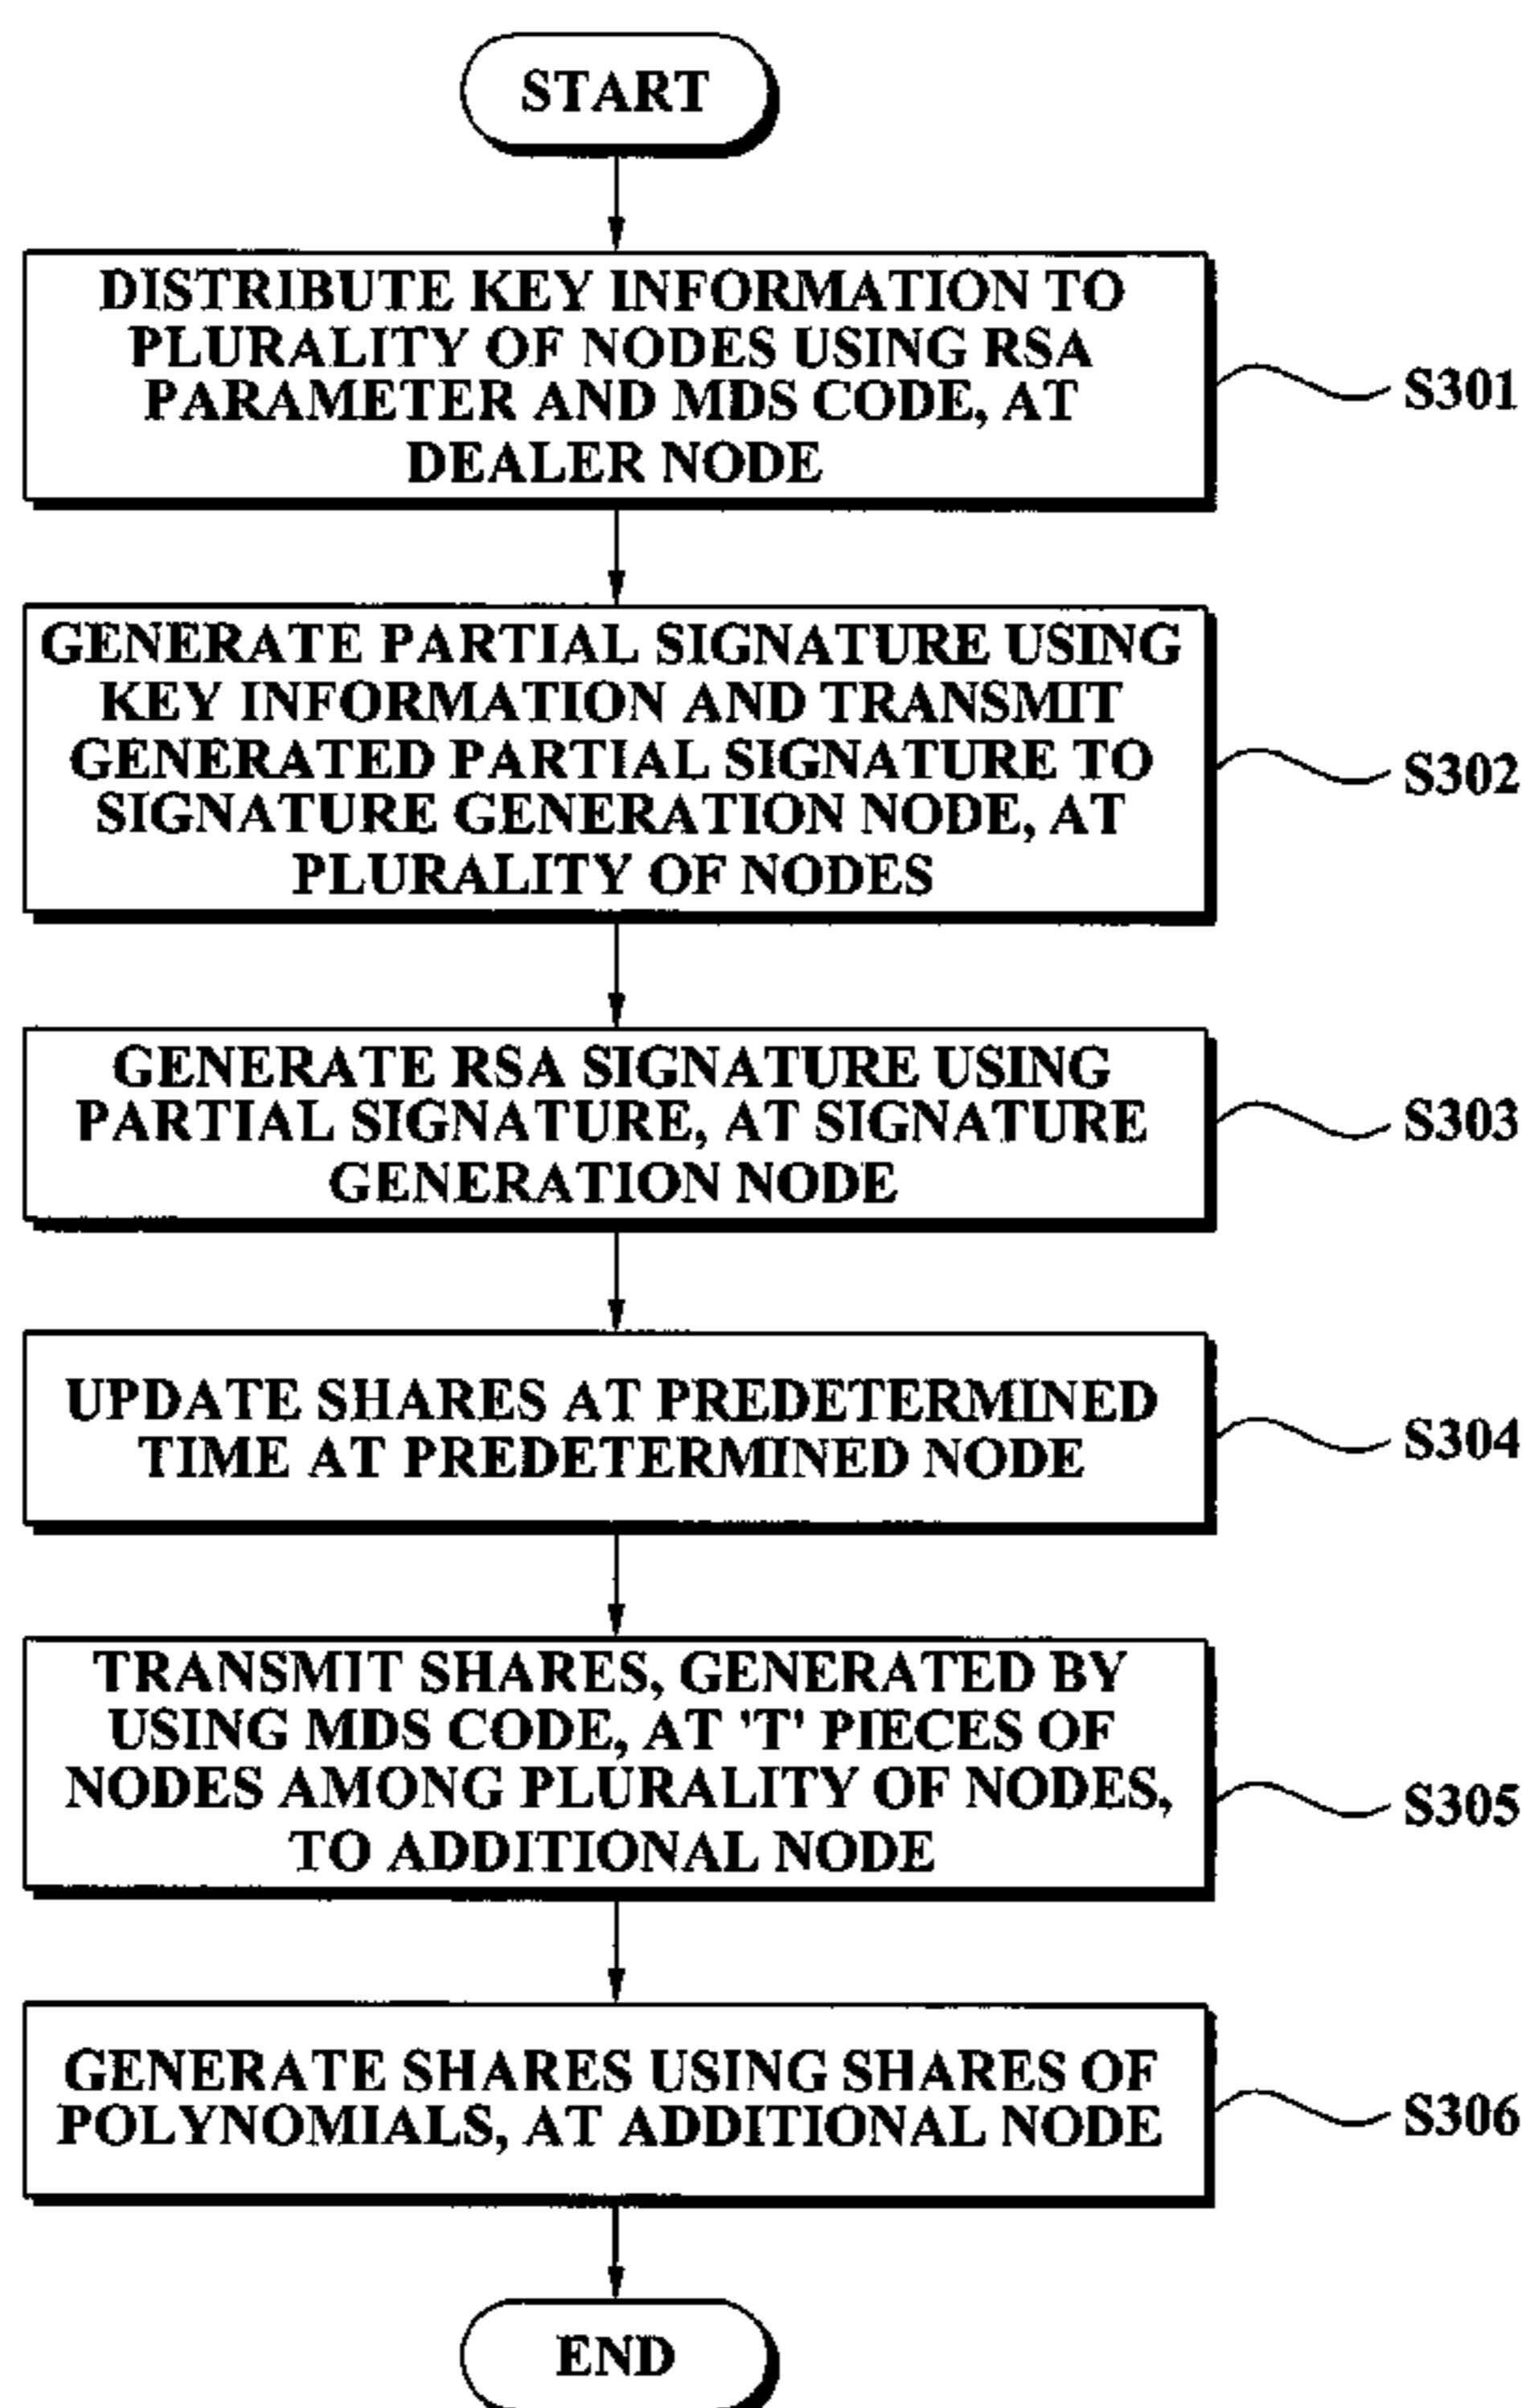 START
DISTRIBUTE KEY INFORMATION TO
PLURALITY OF NODES USING RSA
PARAMETER AND MDS CODE, AT
DEALER NODE
S301
GENERATE PARTIAL SIGNATURE USING
KEY INFORMATION AND TRANSMIT
GENERATED PARTIAL SIGNATURE TO
SIGNATURE GENERATION NODE, AT
PLURALITY OF NODES
S302
GENERATE RSA SIGNATURE USING
PARTIAL SIGNATURE, AT SIGNATURE
GENERATION NODE
S303
UPDATE SHARES AT PREDETERMINED
TIME AT PREDETERMINED NODE
S304
TRANSMIT SHARES, GENERATED BY
USING MDS CODE, AT 'T' PIECES OF
NODES AMONG PLURALITY OF NODES,
TO ADDITIONAL NODE
S305
GENERATE SHARES USING SHARES OF
POLYNOMIALS, AT ADDITIONAL NODE
S306
END